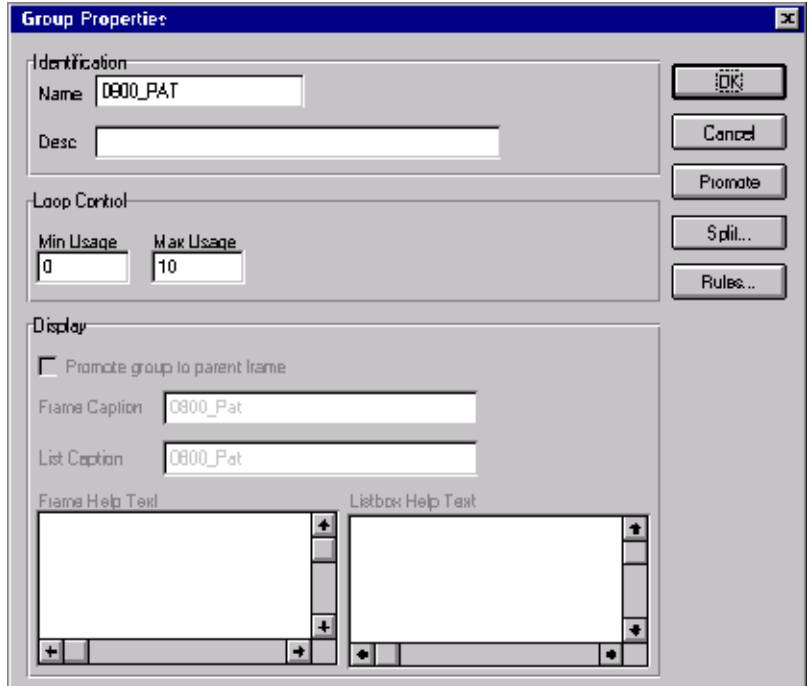 Group Properties
Identification
Name 0800_PAT
Desc
Loop Control
Min Usage Max Usage
0 10
Display
Promote group to parent frame
Frame Caption 0800_Pat
List Caption 0800_Pat
Frame Help Text Listbox Help Text
OK
Cancel
Promote
Split...
Rules...